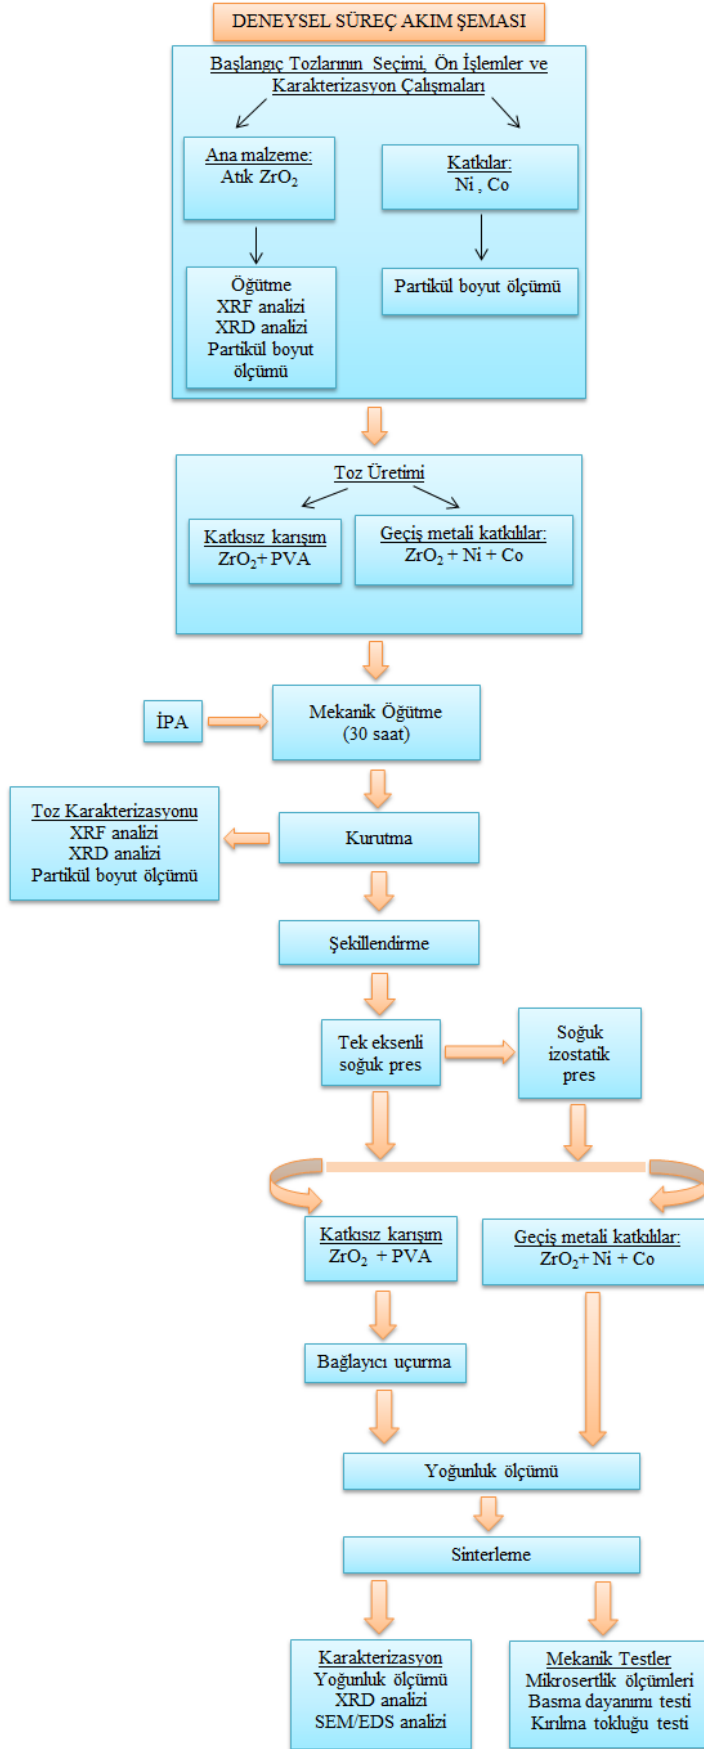 DENEYSEL SÜREÇ AKIM ŞEMASI
Başlangıç Tozlarının Seçimi, Ön İşlemler ve
Karakterizasyon Çalışmaları
Ana malzeme:
Atık ZrO₂
Katkılar:
Ni , Co
Öğütme
XRF analizi
XRD analizi
Partikül boyut
ölçümü
Partikül boyut ölçümü
Toz Üretimi
Katkısız karışım
ZrO₂+ PVA
Geçiş metali katkılılar:
ZrO₂ + Ni + Co
İPA
Mekanik Öğütme
(30 saat)
Toz Karakterizasyonu
XRF analizi
XRD analizi
Partikül boyut ölçümü
Kurutma
Şekillendirme
Tek eksenli
soğuk pres
Soğuk
izostatik
pres
Katkısız karışım
ZrO₂ + PVA
Geçiş metali katkılılar:
ZrO₂+ Ni + Co
Bağlayıcı uçurma
Yoğunluk ölçümü
Sinterleme
Karakterizasyon
Yoğunluk ölçümü
XRD analizi
SEM/EDS analizi
Mekanik Testler
Mikrosertlik ölçümleri
Basma dayanımı testi
Kırılma tokluğu testi